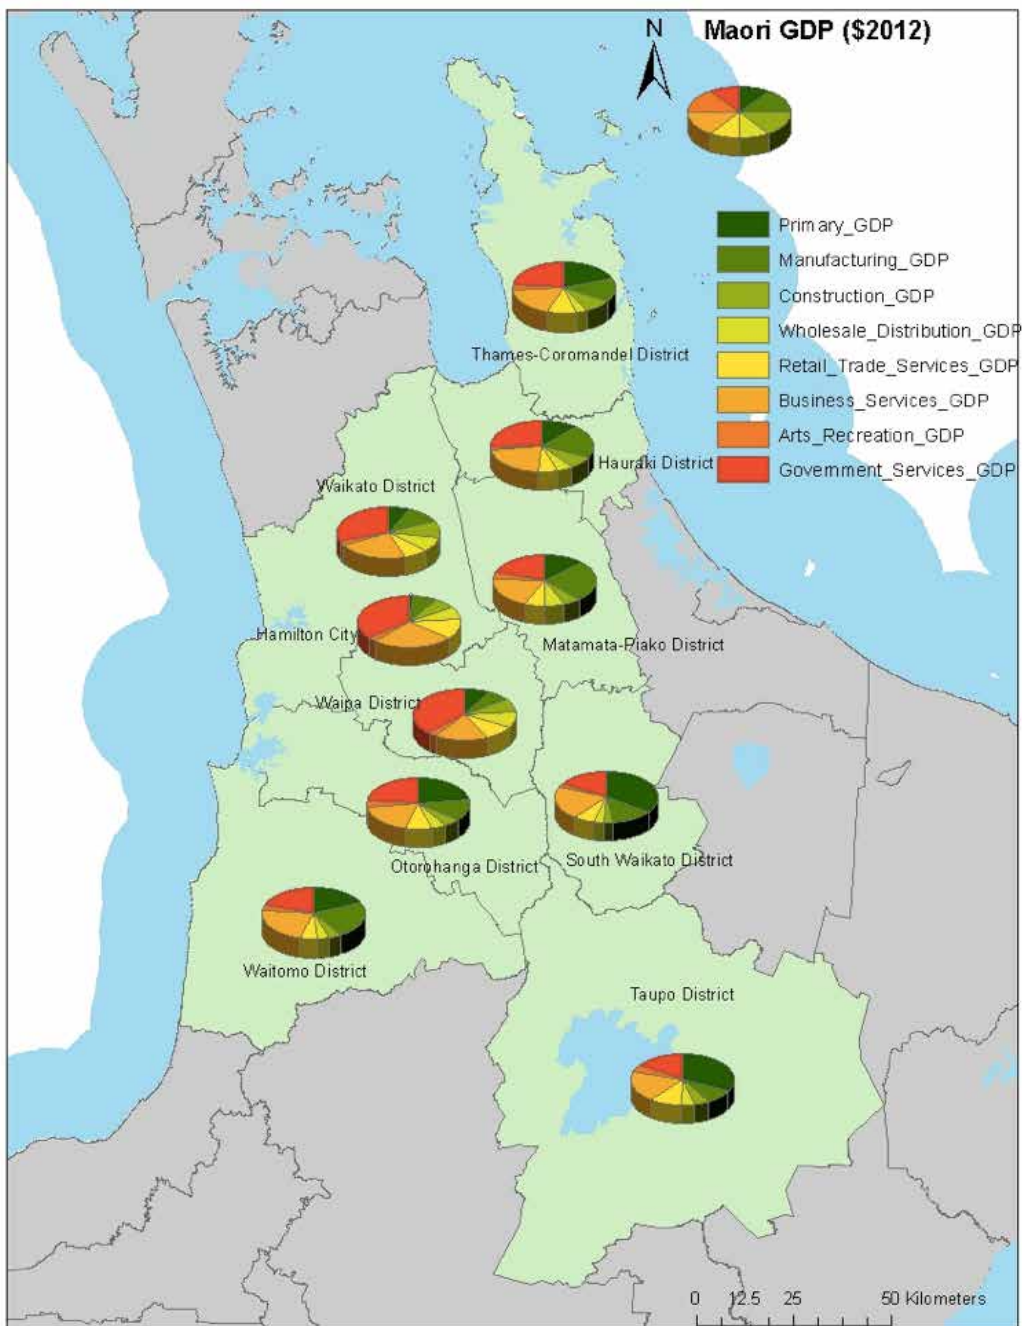 N
Maori GDP ($2012)
Primary_GDP
Manufacturing_GDP
Construction_GDP
Wholesale_Distribution_GDP
Retail_Trade_Services_GDP
Business_Services_GDP
Arts_Recreation_GDP
Government_Services_GDP
Thames-Coromandel District
Hauraki District
Waikato District
Hamilton City
Matamata-Piako District
Waipa District
Otorohanga District
South Waikato District
Waitomo District
Taupo District
0 12.5 25 50 Kilometers